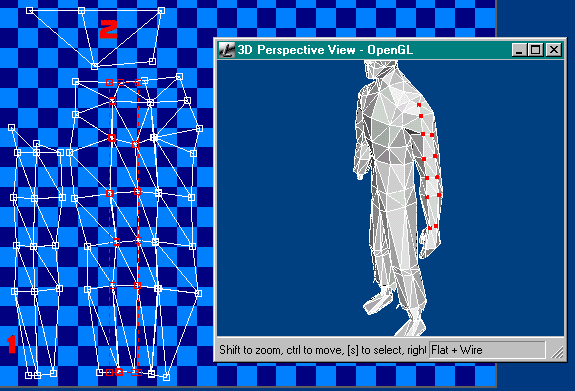 2
3D Perspective View - OpenGL
1
Shift to zoom, ctrl to move, [s] to select, right Flat + Wire